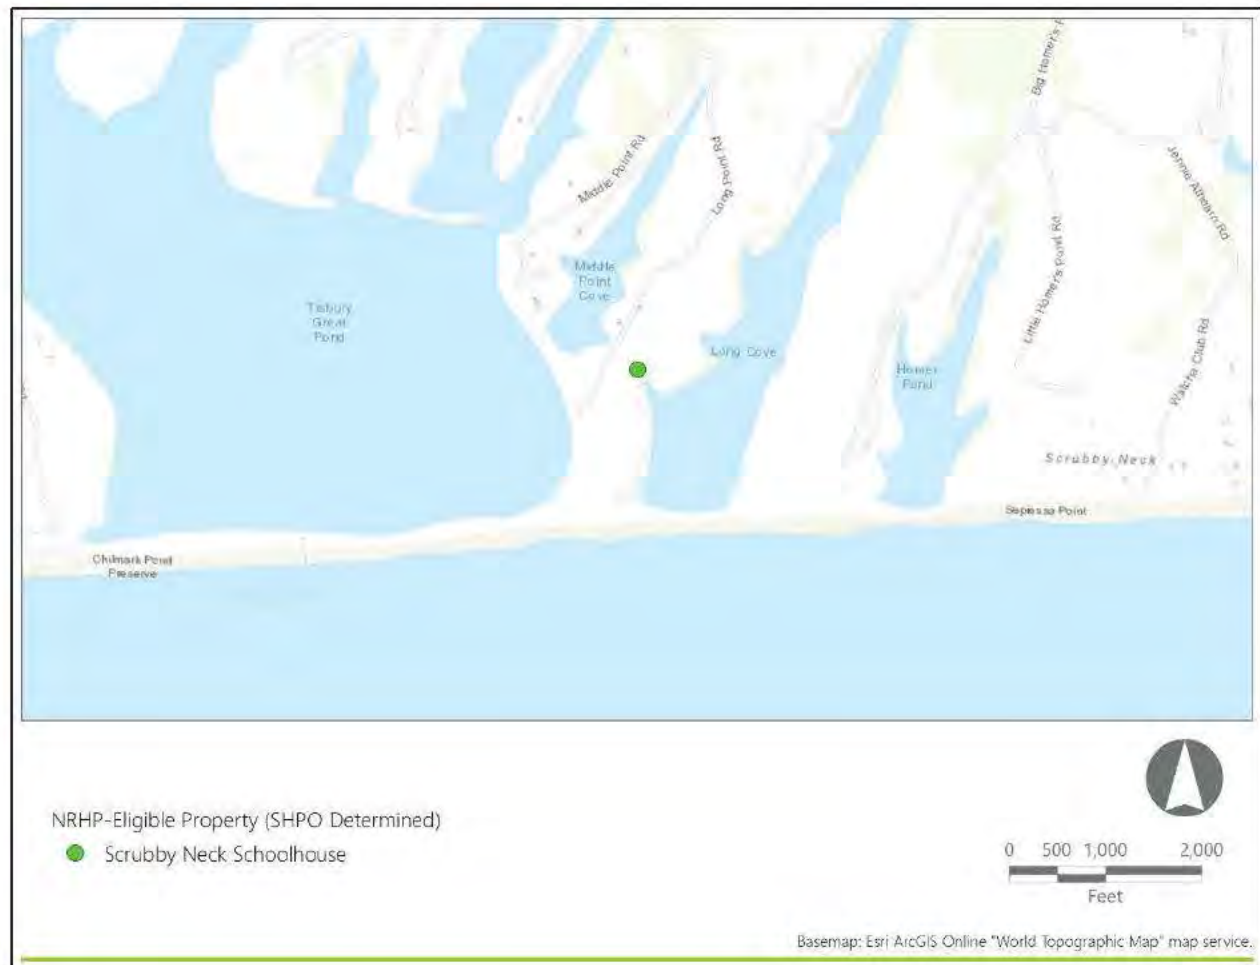 Middle Point Rd
Long Point Rd
Jennie Athearn Rd
Little Homer's Point Rd
Watcha Club Rd
Middle
Point
Cove
Tisbury
Great
Pond
Long Cove
Homer
Pond
Scrubby Neck
Sepiessa Point
Chilmark Pond
Preserve
NRHP-Eligible Property (SHPO Determined)
Scrubby Neck Schoolhouse
0 500 1,000 2,000
Feet
Basemap: Esri ArcGIS Online "World Topographic Map" map service.